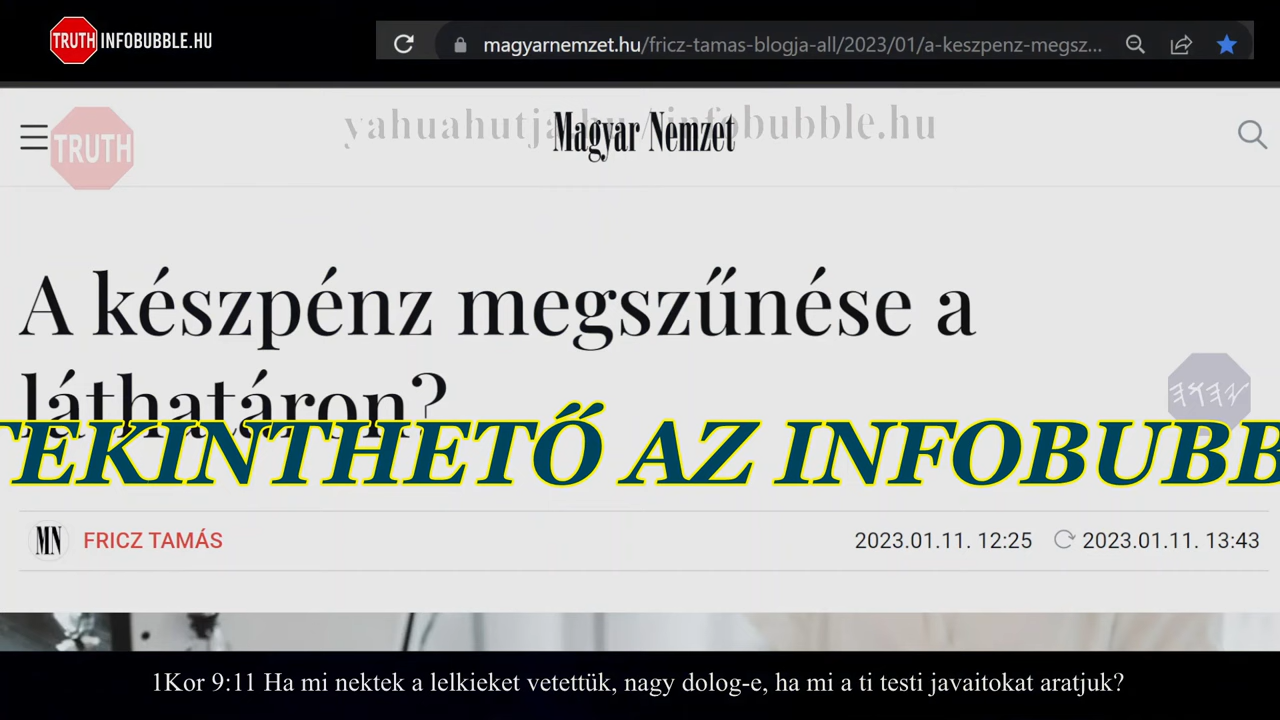 TRUTH INFOBUBBLE.HU
magyarnemzet.hu/fricz-tamas-blogja-all/2023/01/a-keszpenz-megsz...
TRUTH
Magyar Nemzet
A készpénz megszűnése a
láthatáron?
TEKINTHETŐ AZ INFOBUBB
MN FRICZ TAMÁS 2023.01.11. 12:25 2023.01.11. 13:43
1Kor 9:11 Ha mi nektek a lelkieket vetettük, nagy dolog-e, ha mi a ti testi javaitokat aratjuk?